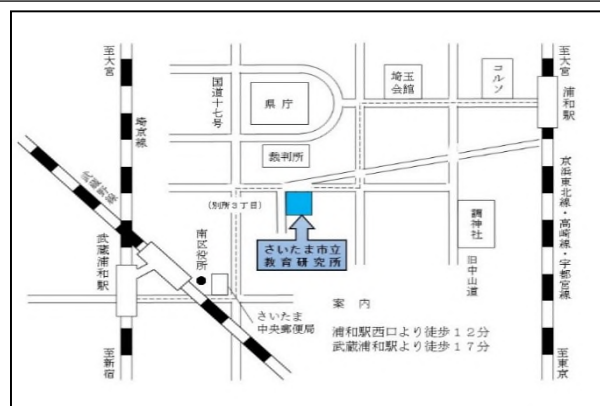 至大宮
埼京線
国道十七号
県庁
埼玉会館
コルソ
至大宮
浦和駅
裁判所
京浜東北線・高崎線・宇都宮線
(別所3丁目)
調神社
さいたま市立
教育研究所
旧中山道
武蔵浦和駅
南区役所
さいたま
中央郵便局
案 内
浦和駅西口より徒歩12分
武蔵浦和駅より徒歩17分
至新宿
至東京